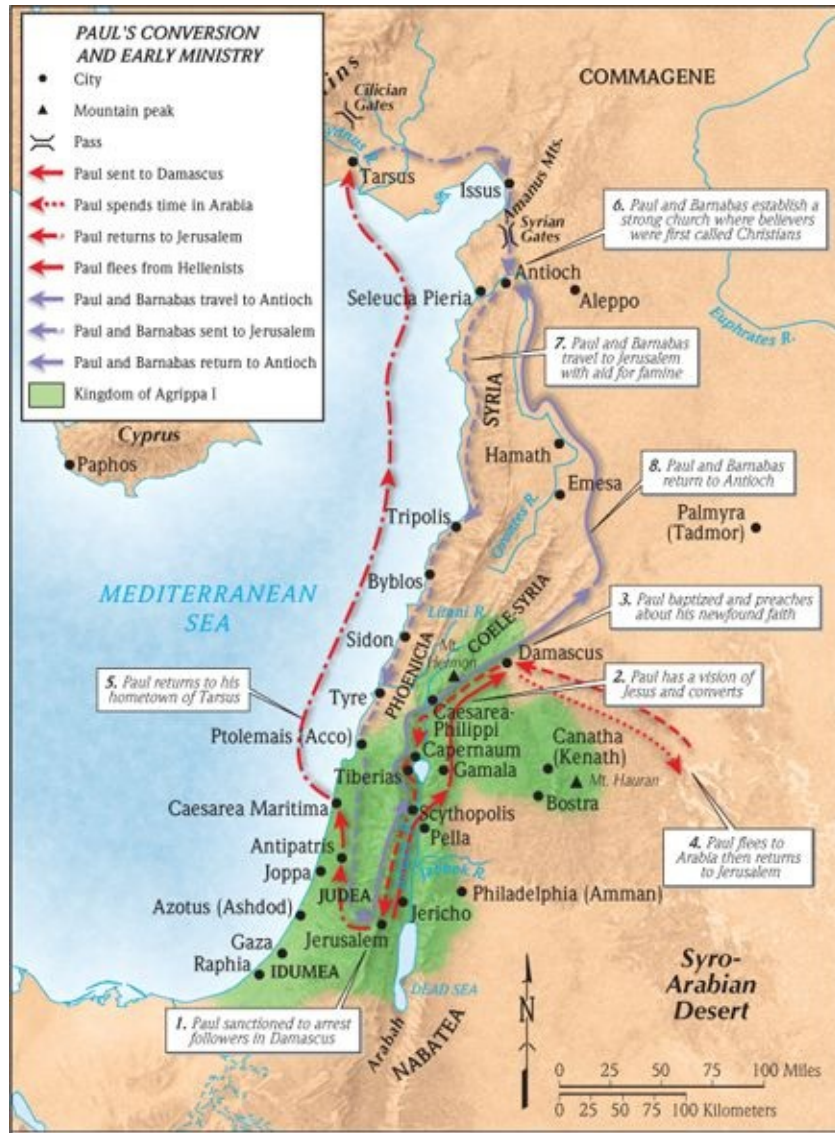 PAUL'S CONVERSION
AND EARLY MINISTRY
City
Mountain peak
Pass
Paul sent to Damascus
Paul spends time in Arabia
Paul returns to Jerusalem
Paul flees from Hellenists
Paul and Barnabas travel to Antioch
Paul and Barnabas sent to Jerusalem
Paul and Barnabas return to Antioch
Kingdom of Agrippa I
COMMAGENE
Cilician
Gates
Tarsus
Issus
Amanus Mts.
Syrian
Gates
6. Paul and Barnabas establish a
strong church where believers
were first called Christians
Antioch
Seleucia Pieria
Aleppo
Euphrates R.
7. Paul and Barnabas
travel to Jerusalem
with aid for famine
SYRIA
Cyprus
Paphos
Hamath
Emesa
8. Paul and Barnabas
return to Antioch
Orontes R.
Tripolis
Palmyra
(Tadmor)
Byblos
MEDITERRANEAN
SEA
Litani R.
COELE-SYRIA
3. Paul baptized and preaches
about his newfound faith
Sidon
PHOENICIA
Mt.
Hermon
Damascus
5. Paul returns to his
hometown of Tarsus
2. Paul has a vision of
Jesus and converts
Tyre
Caesarea-
Philippi
Ptolemais (Acco)
Capernaum
Canatha
(Kenath)
Tiberias
Gamala
Mt. Hauran
Caesarea Maritima
Scythopolis
Bostra
Pella
4. Paul flees to
Arabia then returns
to Jerusalem
Antipatris
Joppa
Jabbok R.
JUDEA
Philadelphia (Amman)
Azotus (Ashdod)
Jericho
Jerusalem
Gaza
Raphia
IDUMEA
DEAD SEA
Syro-
Arabian
Desert
1. Paul sanctioned to arrest
followers in Damascus
Arabah
NABATEA
N
0 25 50 75 100 Miles
0 25 50 75 100 Kilometers